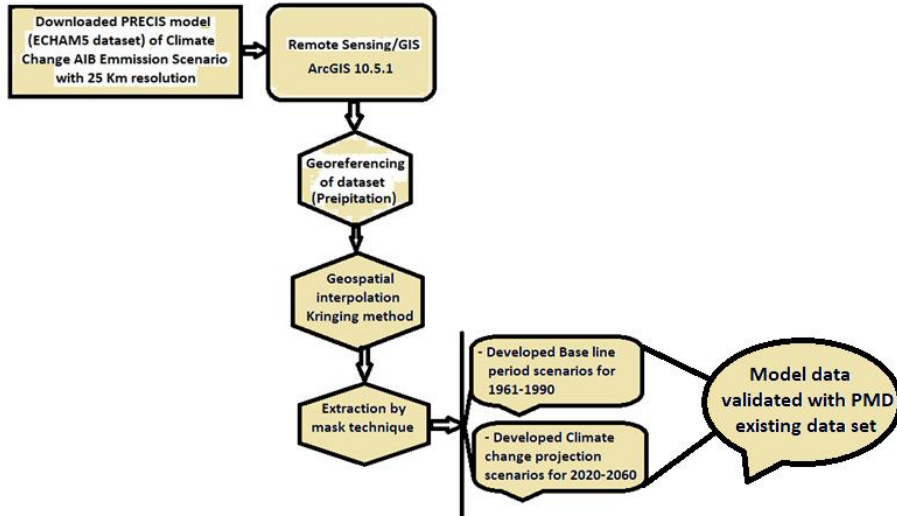 Downloaded PRECIS model
(ECHAM5 dataset) of Climate
Change AIB Emmission Scenario
with 25 Km resolution
Remote Sensing/GIS
ArcGIS 10.5.1
Georeferencing
of dataset
(Preipitation)
Geospatial
interpolation
Kringing method
Extraction by
mask technique
- Developed Base line
period scenarios for
1961-1990
- Developed Climate
change projection
scenarios for 2020-2060
Model data
validated with PMD
existing data set